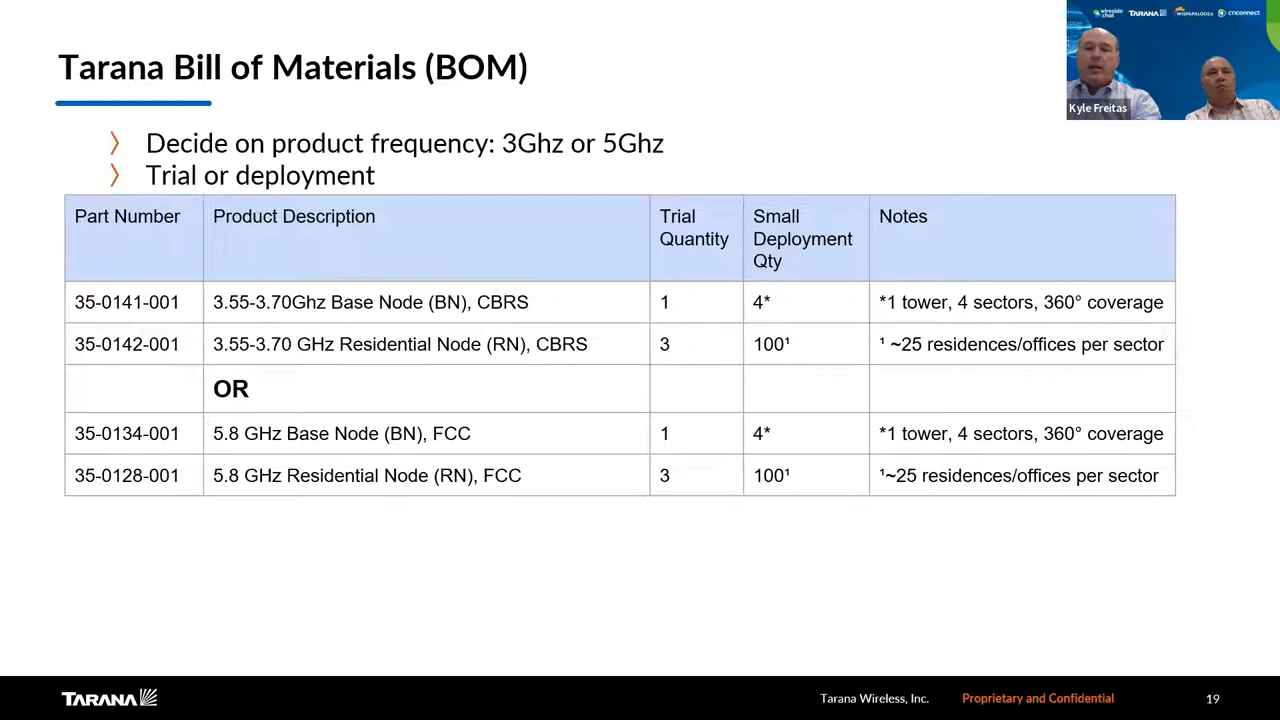 wireside chat TARANA WISPAPALOOZA CTIconnect
Tarana Bill of Materials (BOM)
Kyle Freitas
〉 Decide on product frequency: 3Ghz or 5Ghz
〉 Trial or deployment
Part Number Product Description Trial Quantity Small Deployment Qty Notes
35-0141-001 3.55-3.70Ghz Base Node (BN), CBRS 1 4* *1 tower, 4 sectors, 360° coverage
35-0142-001 3.55-3.70 GHz Residential Node (RN), CBRS 3 100¹ ¹ ~25 residences/offices per sector
OR
35-0134-001 5.8 GHz Base Node (BN), FCC 1 4* *1 tower, 4 sectors, 360° coverage
35-0128-001 5.8 GHz Residential Node (RN), FCC 3 100¹ ¹~25 residences/offices per sector
TARANA Tarana Wireless, Inc. Proprietary and Confidential 19